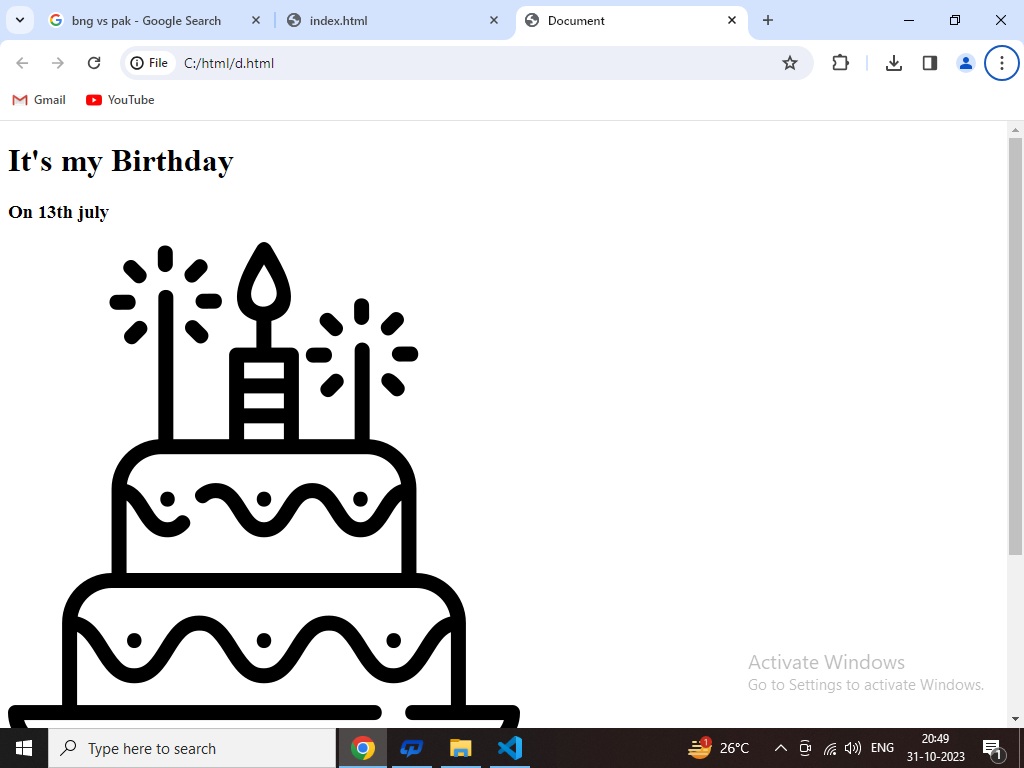 bng vs pak - Google Search
index.html
Document
File
C:/html/d.html
Gmail
YouTube
It's my Birthday
On 13th july
Activate Windows
Go to Settings to activate Windows.
Type here to search
1
26°C
ENG
20:49
31-10-2023
1